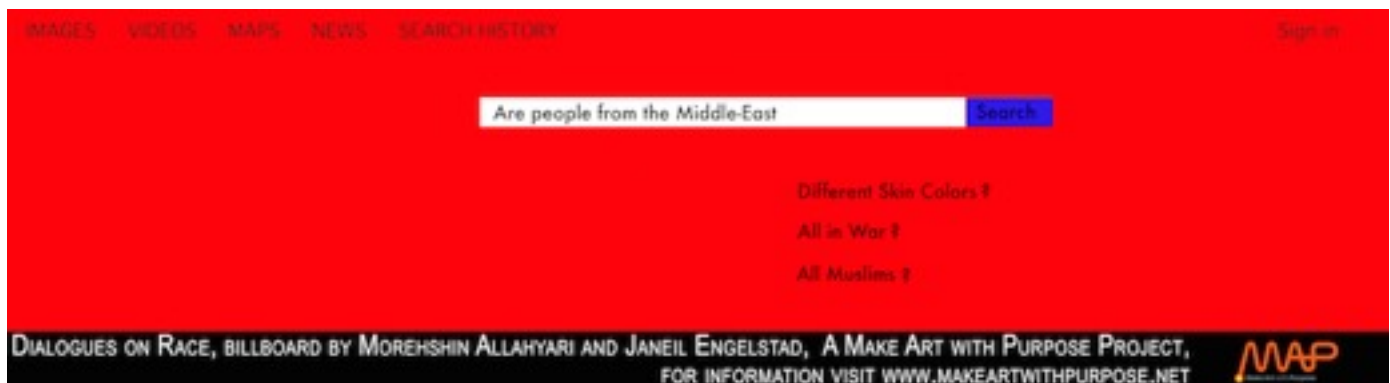 IMAGES VIDEOS MAPS NEWS SEARCH HISTORY Sign in
Are people from the Middle-East Search
Different Skin Colors ?
All in War ?
All Muslims ?
DIALOGUES ON RACE, BILLBOARD BY MOREHSHIN ALLAHYARI AND JANEIL ENGELSTAD, A MAKE ART WITH PURPOSE PROJECT,
FOR INFORMATION VISIT WWW.MAKEARTWITHPURPOSE.NET
MAP